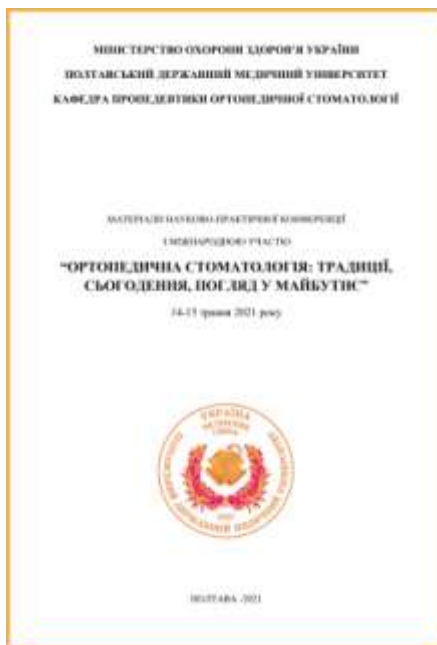 МІНІСТЕРСТВО ОХОРОНИ ЗДОРОВ'Я УКРАЇНИ
ПОЛТАВСЬКИЙ ДЕРЖАВНИЙ МЕДИЧНИЙ УНІВЕРСИТЕТ
КАФЕДРА ПРОПЕДЕВТИКИ ОРТОПЕДИЧНОЇ СТОМАТОЛОГІЇ
МАТЕРІАЛИ НАУКОВО-ПРАКТИЧНОЇ КОНФЕРЕНЦІЇ
З МІЖНАРОДНОЮ УЧАСТЮ
“ОРТОПЕДИЧНА СТОМАТОЛОГІЯ: ТРАДИЦІЇ,
СЬОГОДЕННЯ, ПОГЛЯД У МАЙБУТНЄ”
14-15 травня 2021 року
УКРАЇНА
ПОЛТАВА -2021